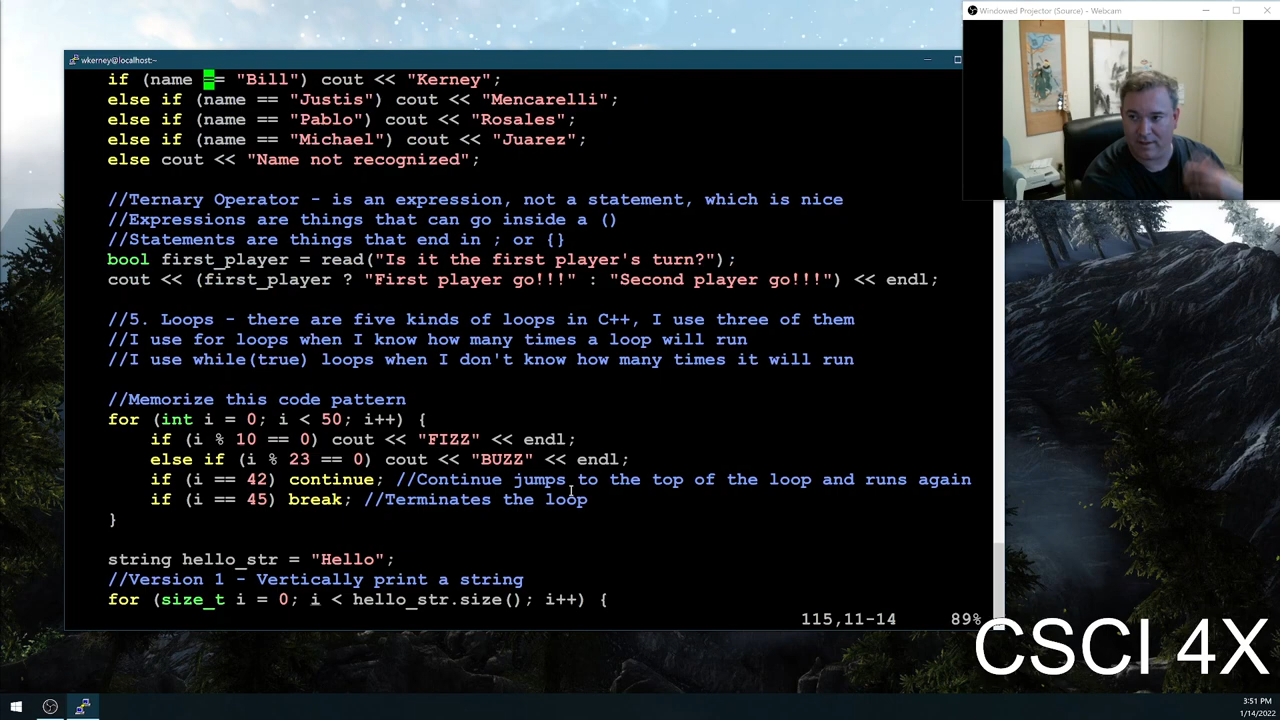 Windowed Projector (Source) - Webcam
wkerney@localhost:~
if (name == "Bill") cout << "Kerney";
else if (name == "Justis") cout << "Mencarelli";
else if (name == "Pablo") cout << "Rosales";
else if (name == "Michael") cout << "Juarez";
else cout << "Name not recognized";
//Ternary Operator - is an expression, not a statement, which is nice
//Expressions are things that can go inside a ()
//Statements are things that end in ; or {}
bool first_player = read("Is it the first player's turn?");
cout << (first_player ? "First player go!!!" : "Second player go!!!") << endl;
//5. Loops - there are five kinds of loops in C++, I use three of them
//I use for loops when I know how many times a loop will run
//I use while(true) loops when I don't know how many times it will run
//Memorize this code pattern
for (int i = 0; i < 50; i++) {
if (i % 10 == 0) cout << "FIZZ" << endl;
else if (i % 23 == 0) cout << "BUZZ" << endl;
if (i == 42) continue; //Continue jumps to the top of the loop and runs again
if (i == 45) break; //Terminates the loop
}
string hello_str = "Hello";
//Version 1 - Vertically print a string
for (size_t i = 0; i < hello_str.size(); i++) {
115,11-14 89%
CSCI 4X
3:51 PM
1/14/2022